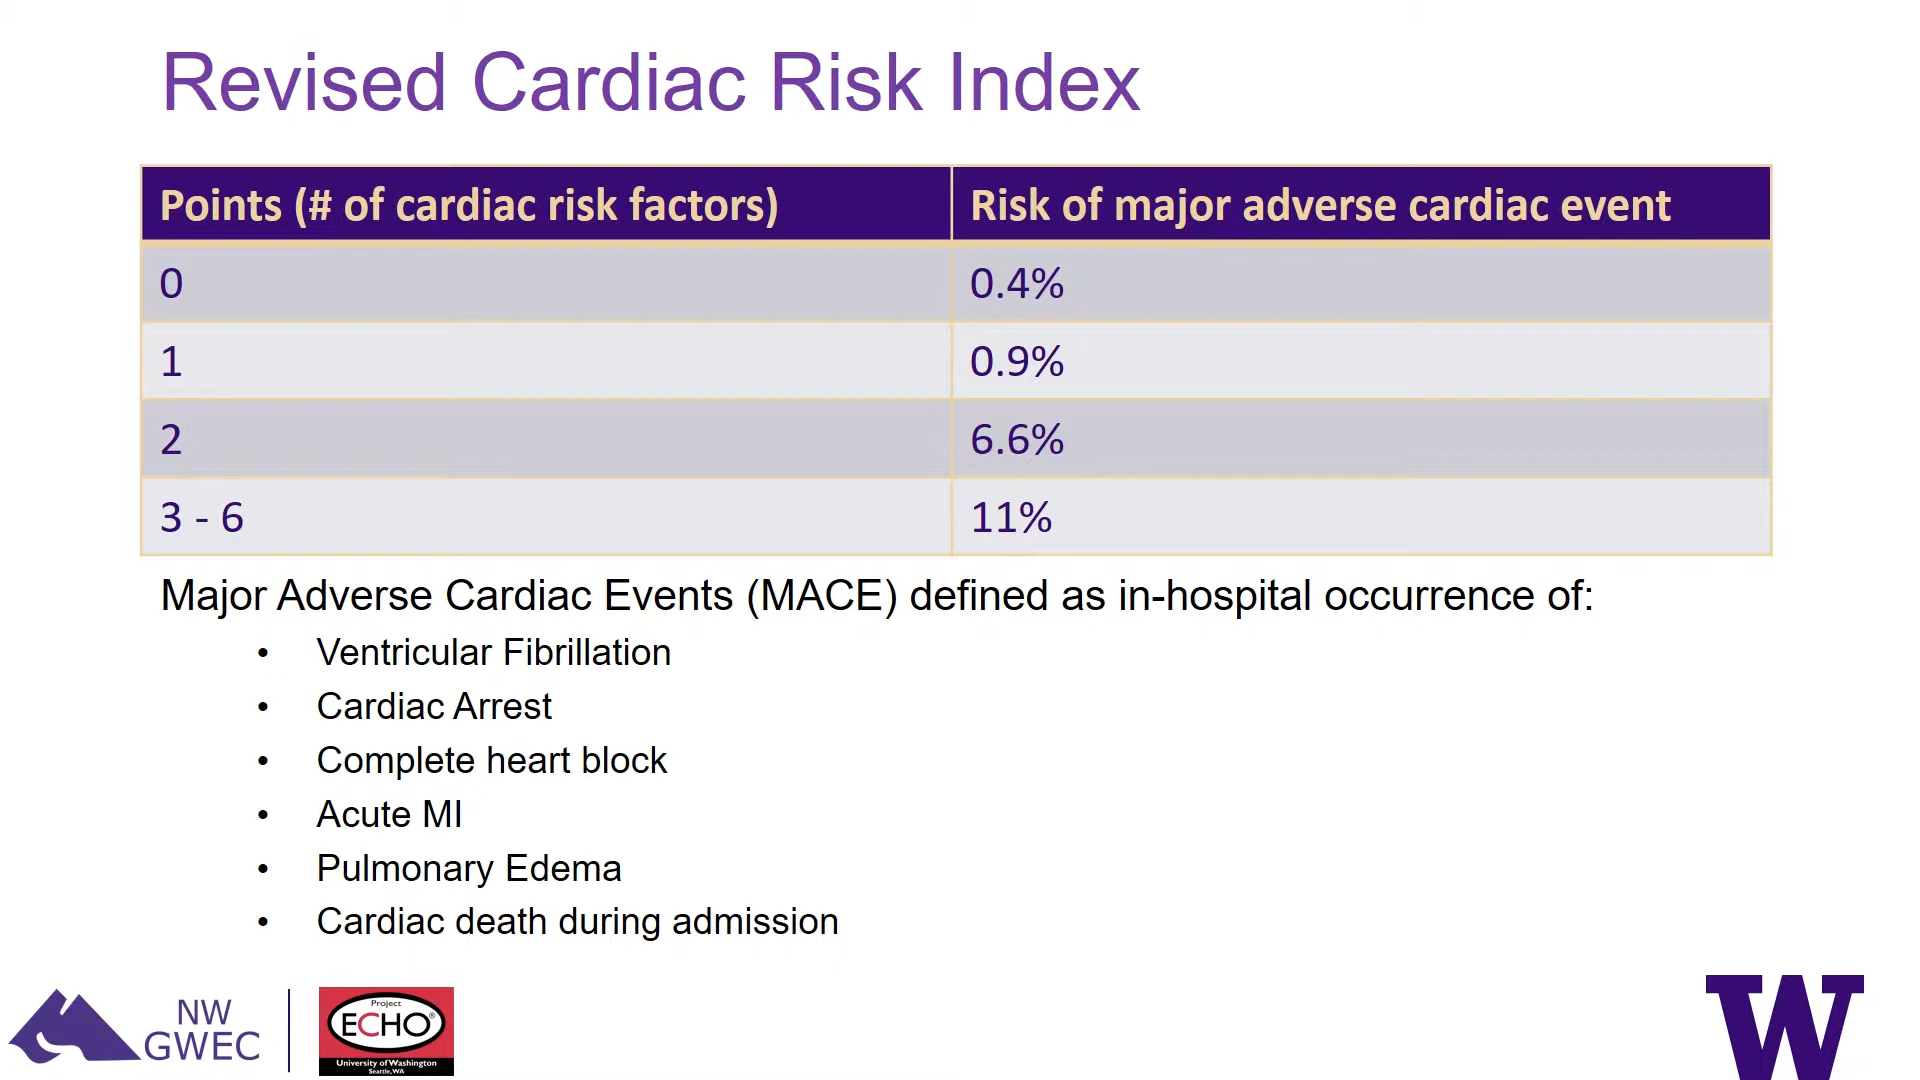 Revised Cardiac Risk Index
Points (# of cardiac risk factors) Risk of major adverse cardiac event
0 0.4%
1 0.9%
2 6.6%
3 - 6 11%
Major Adverse Cardiac Events (MACE) defined as in-hospital occurrence of:
• Ventricular Fibrillation
• Cardiac Arrest
• Complete heart block
• Acute MI
• Pulmonary Edema
• Cardiac death during admission
NW
GWEC
Project
ECHO®
University of Washington
Seattle, WA
W